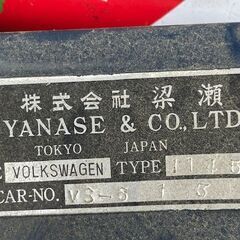 株式会社 梁瀬
YANASE & CO., LTD
TOKYO JAPAN
VOLKSWAGEN TYPE
CAR-NO.